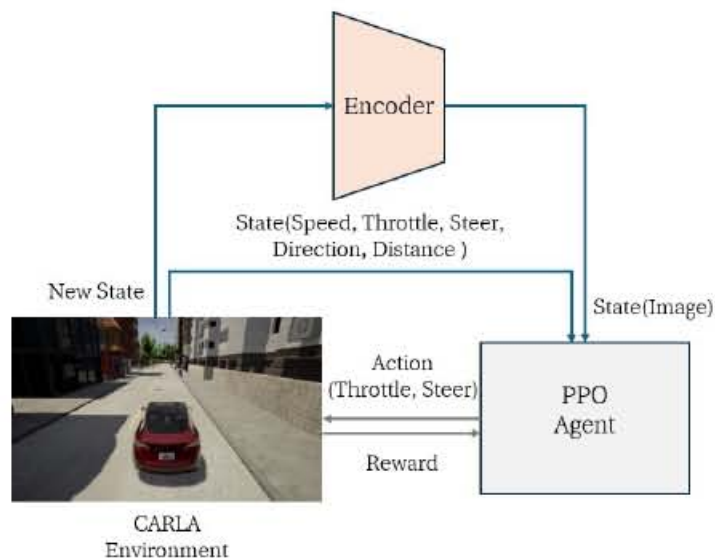 Encoder
State(Speed, Throttle, Steer,
Direction, Distance )
New State
State(Image)
Action
(Throttle, Steer)
PPO
Agent
Reward
CARLA
Environment